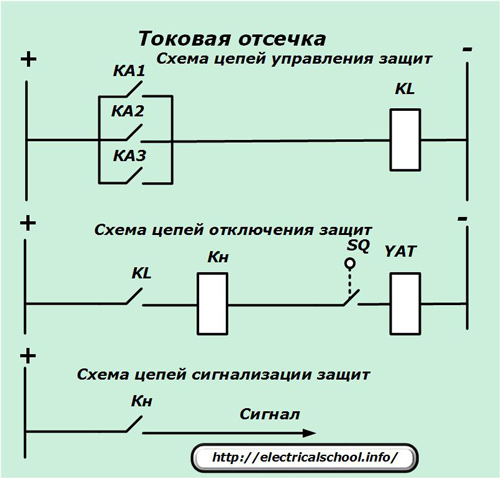 Токовая отсечка
Схема цепей управления защит
+
-
KA1
KA2
KA3
KL
Схема цепей отключения защит
+
-
KL
Кн
SQ
YAT
+
Схема цепей сигнализации защит
Кн
Сигнал
http://electricalschool.info/